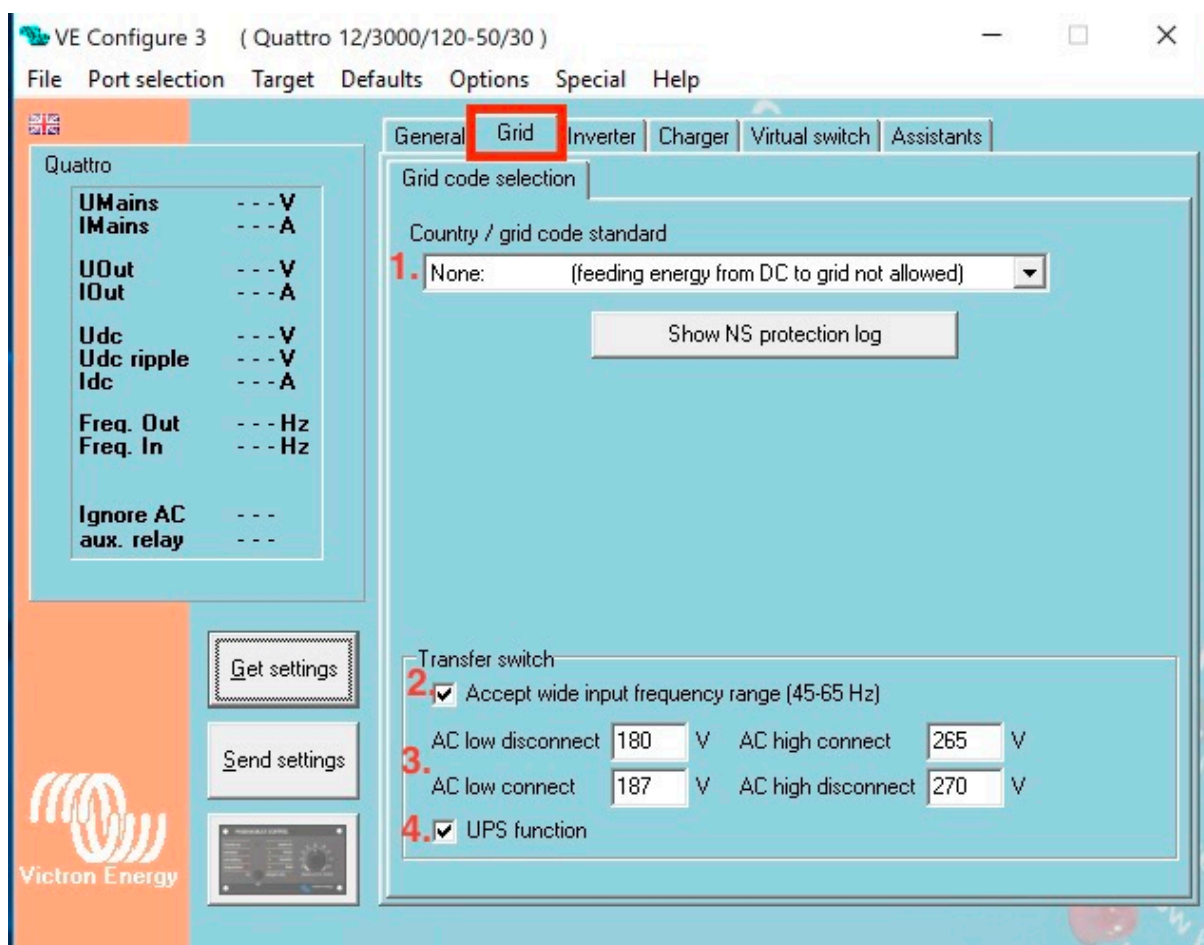 VE Configure 3 ( Quattro 12/3000/120-50/30 )
File Port selection Target Defaults Options Special Help
General Grid Inverter Charger Virtual switch Assistants
Quattro
Grid code selection
UMains - - - V
IMains - - - A
UOut - - - V
IOut - - - A
Udc - - - V
Udc ripple - - - V
Idc - - - A
Freq. Out - - - Hz
Freq. In - - - Hz
Ignore AC - - -
aux. relay - - -
Country / grid code standard
1. None: (feeding energy from DC to grid not allowed)
Show NS protection log
Get settings
Send settings
Victron Energy
Transfer switch
2. Accept wide input frequency range (45-65 Hz)
3.
AC low disconnect 180 V AC high connect 265 V
AC low connect 187 V AC high disconnect 270 V
4. UPS function